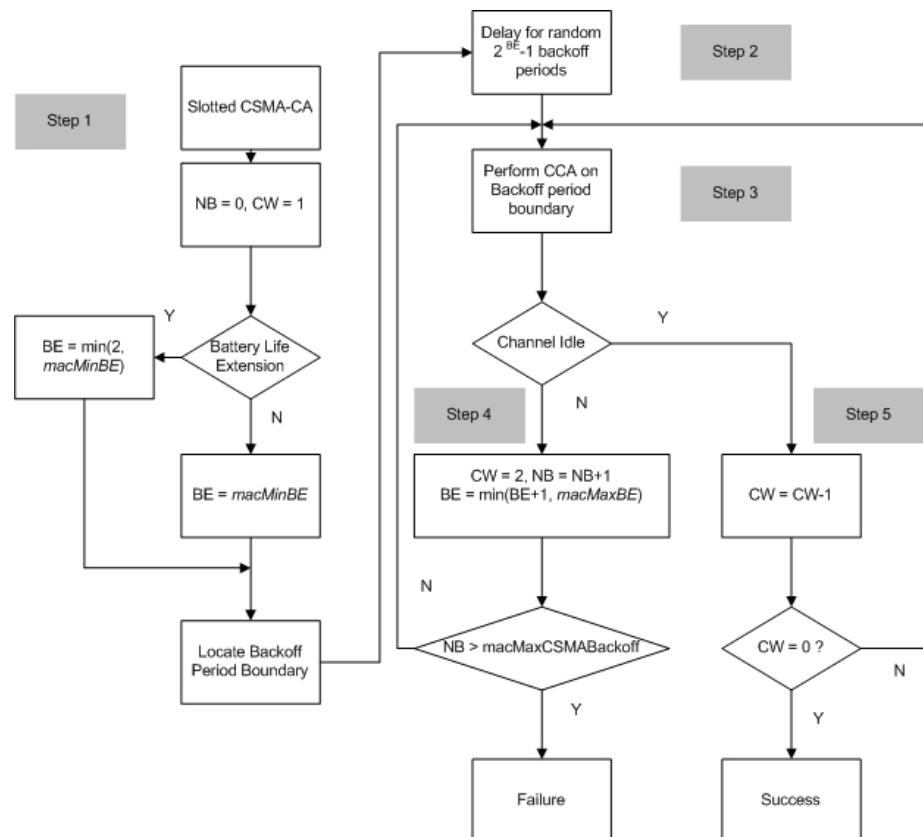 Step 1
Slotted CSMA-CA
NB = 0, CW = 1
Y
BE = min(2,
macMinBE)
Battery Life
Extension
N
BE = macMinBE
Locate Backoff
Period Boundary
Delay for random
2^BE-1 backoff
periods
Step 2
Perform CCA on
Backoff period
boundary
Step 3
Channel Idle
Y
N
Step 4
CW = 2, NB = NB+1
BE = min(BE+1, macMaxBE)
N
NB > macMaxCSMABackoff
Y
Failure
Step 5
CW = CW-1
CW = 0 ?
N
Y
Success